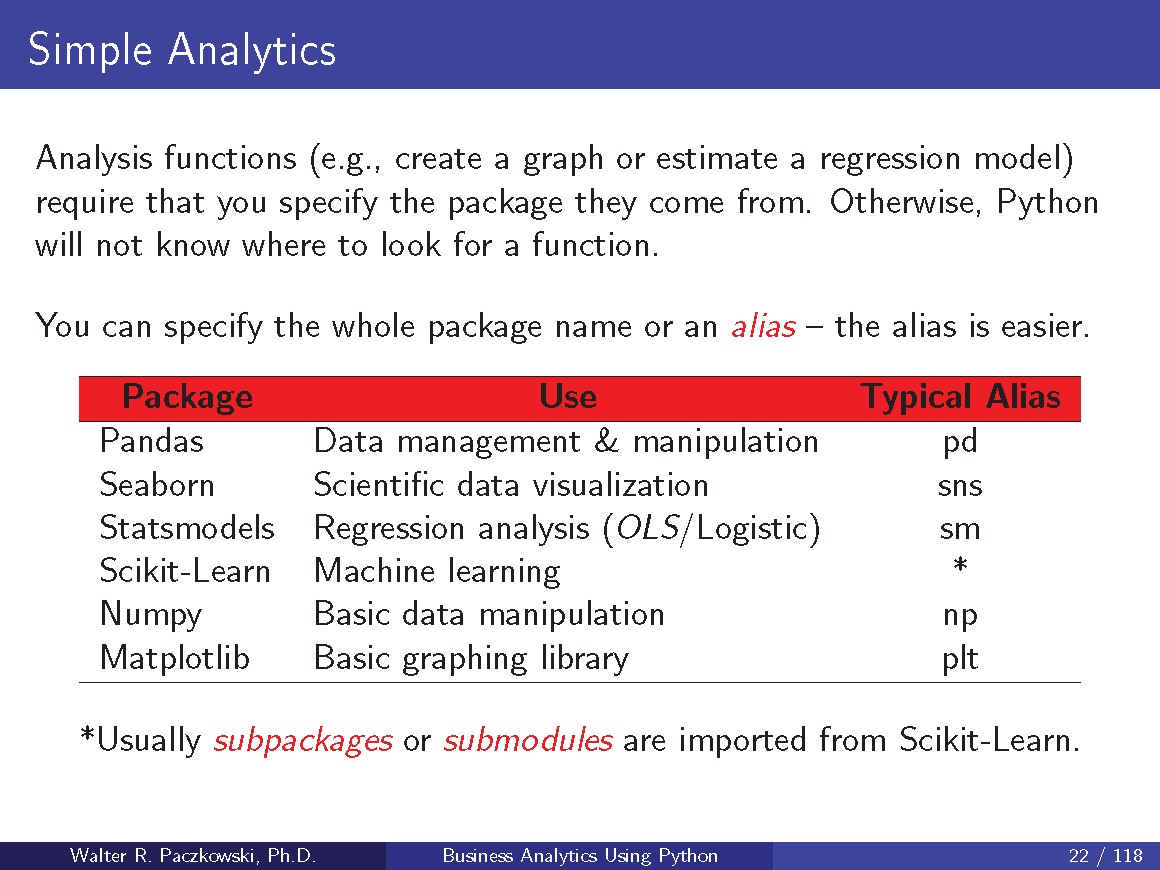 Simple Analytics
Analysis functions (e.g., create a graph or estimate a regression model)
require that you specify the package they come from. Otherwise, Python
will not know where to look for a function.
You can specify the whole package name or an alias – the alias is easier.
Package Use Typical Alias
Pandas Data management & manipulation pd
Seaborn Scientific data visualization sns
Statsmodels Regression analysis (OLS/Logistic) sm
Scikit-Learn Machine learning *
Numpy Basic data manipulation np
Matplotlib Basic graphing library plt
*Usually subpackages or submodules are imported from Scikit-Learn.
Walter R. Paczkowski, Ph.D. Business Analytics Using Python 22 / 118